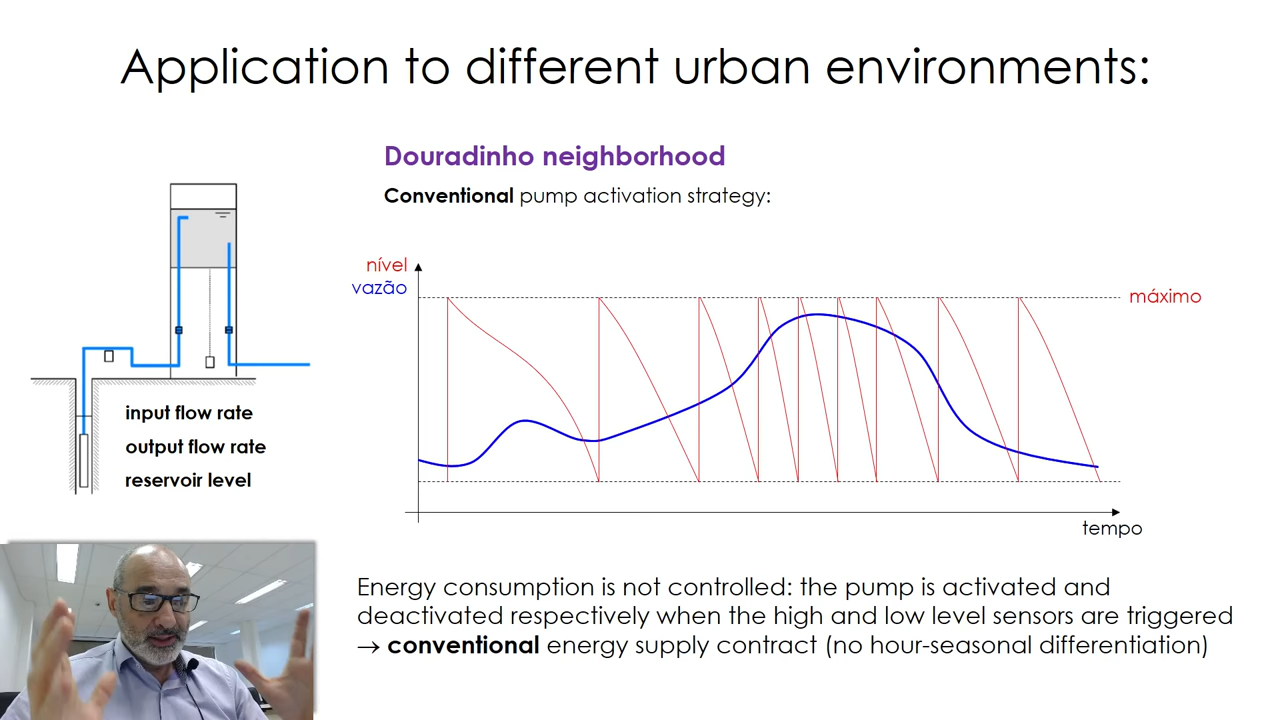 Application to different urban environments:
Douradinho neighborhood
Conventional pump activation strategy:
nível
vazão
máximo
tempo
input flow rate
output flow rate
reservoir level
Energy consumption is not controlled: the pump is activated and
deactivated respectively when the high and low level sensors are triggered
→ conventional energy supply contract (no hour-seasonal differentiation)